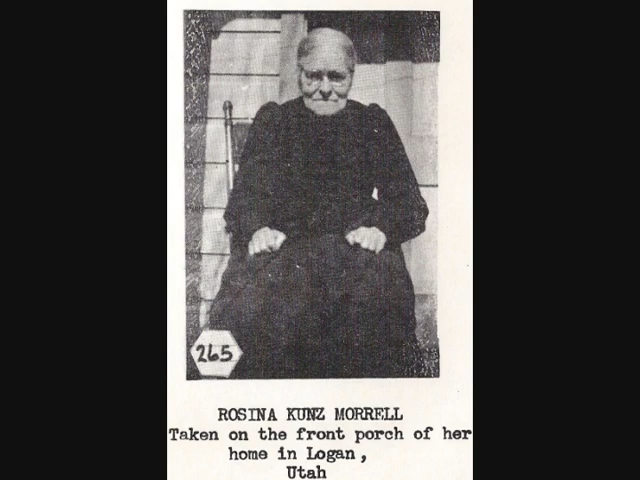 265
ROSINA KUNZ MORRELL
Taken on the front porch of her
home in Logan,
Utah